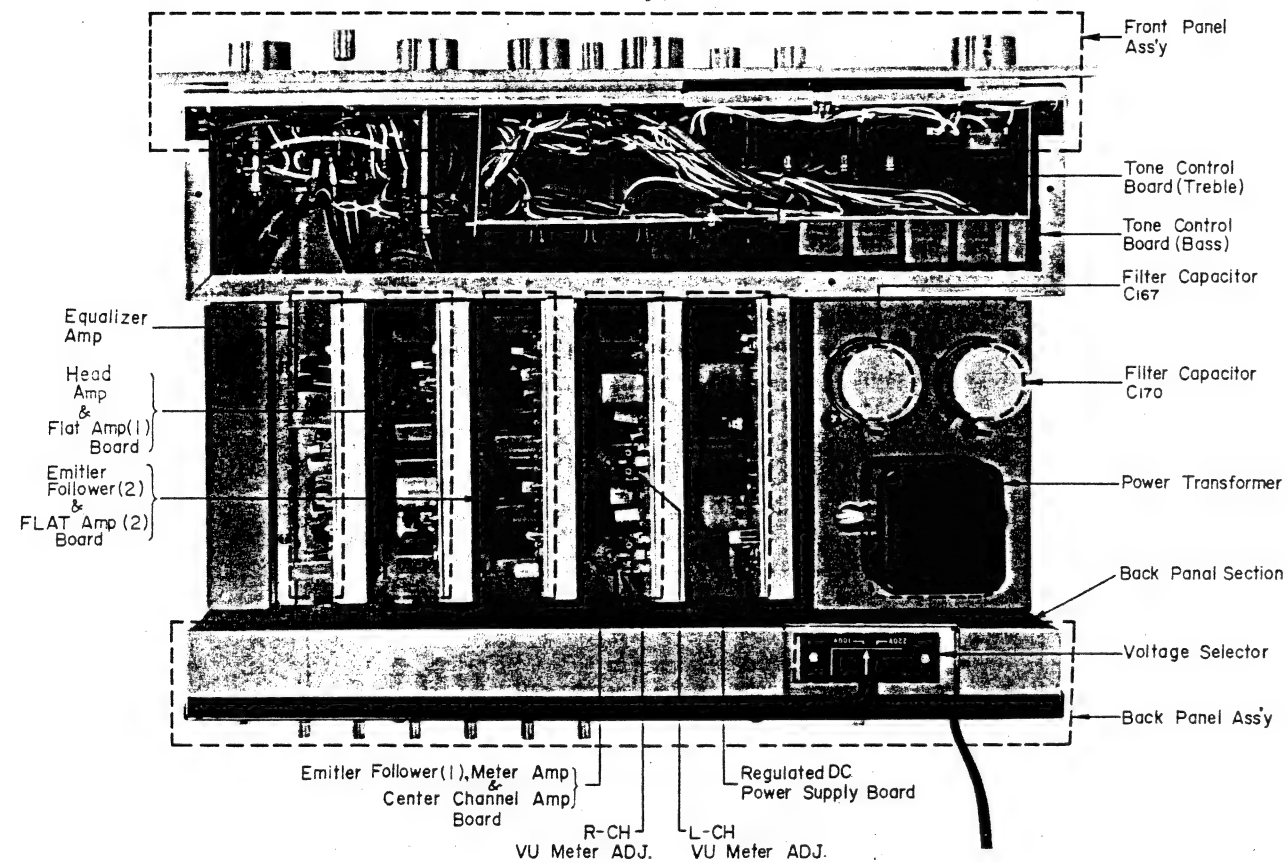 Front Panel
Ass'y
Tone Control
Board (Treble)
Tone Control
Board (Bass)
Filter Capacitor
C167
Filter Capacitor
C170
Power Transformer
Back Panal Section
Voltage Selector
Back Panel Ass'y
Equalizer
Amp
Head
Amp
&
Flat Amp(1)
Board
Emitler
Follower(2)
&
FLAT Amp(2)
Board
Emitler Follower(1), Meter Amp
&
Center Channel Amp
Board
R-CH
VU Meter ADJ.
L-CH
VU Meter ADJ.
Regulated DC
Power Supply Board